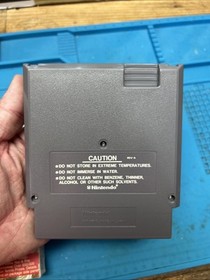 CAUTION
REV-A
●DO NOT STORE IN EXTREME TEMPERATURES.
●DO NOT IMMERSE IN WATER.
●DO NOT CLEAN WITH BENZENE, THINNER,
ALCOHOL OR OTHER SUCH SOLVENTS.
Nintendo®